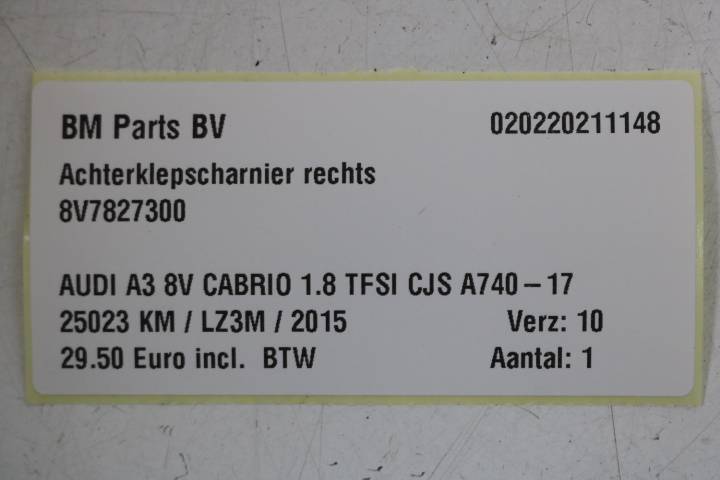 BM Parts BV 020220211148
Achterklepscharnier rechts
8V7827300
AUDI A3 8V CABRIO 1.8 TFSI CJS A740-17
25023 KM / LZ3M / 2015 Verz: 10
29.50 Euro incl. BTW Aantal: 1